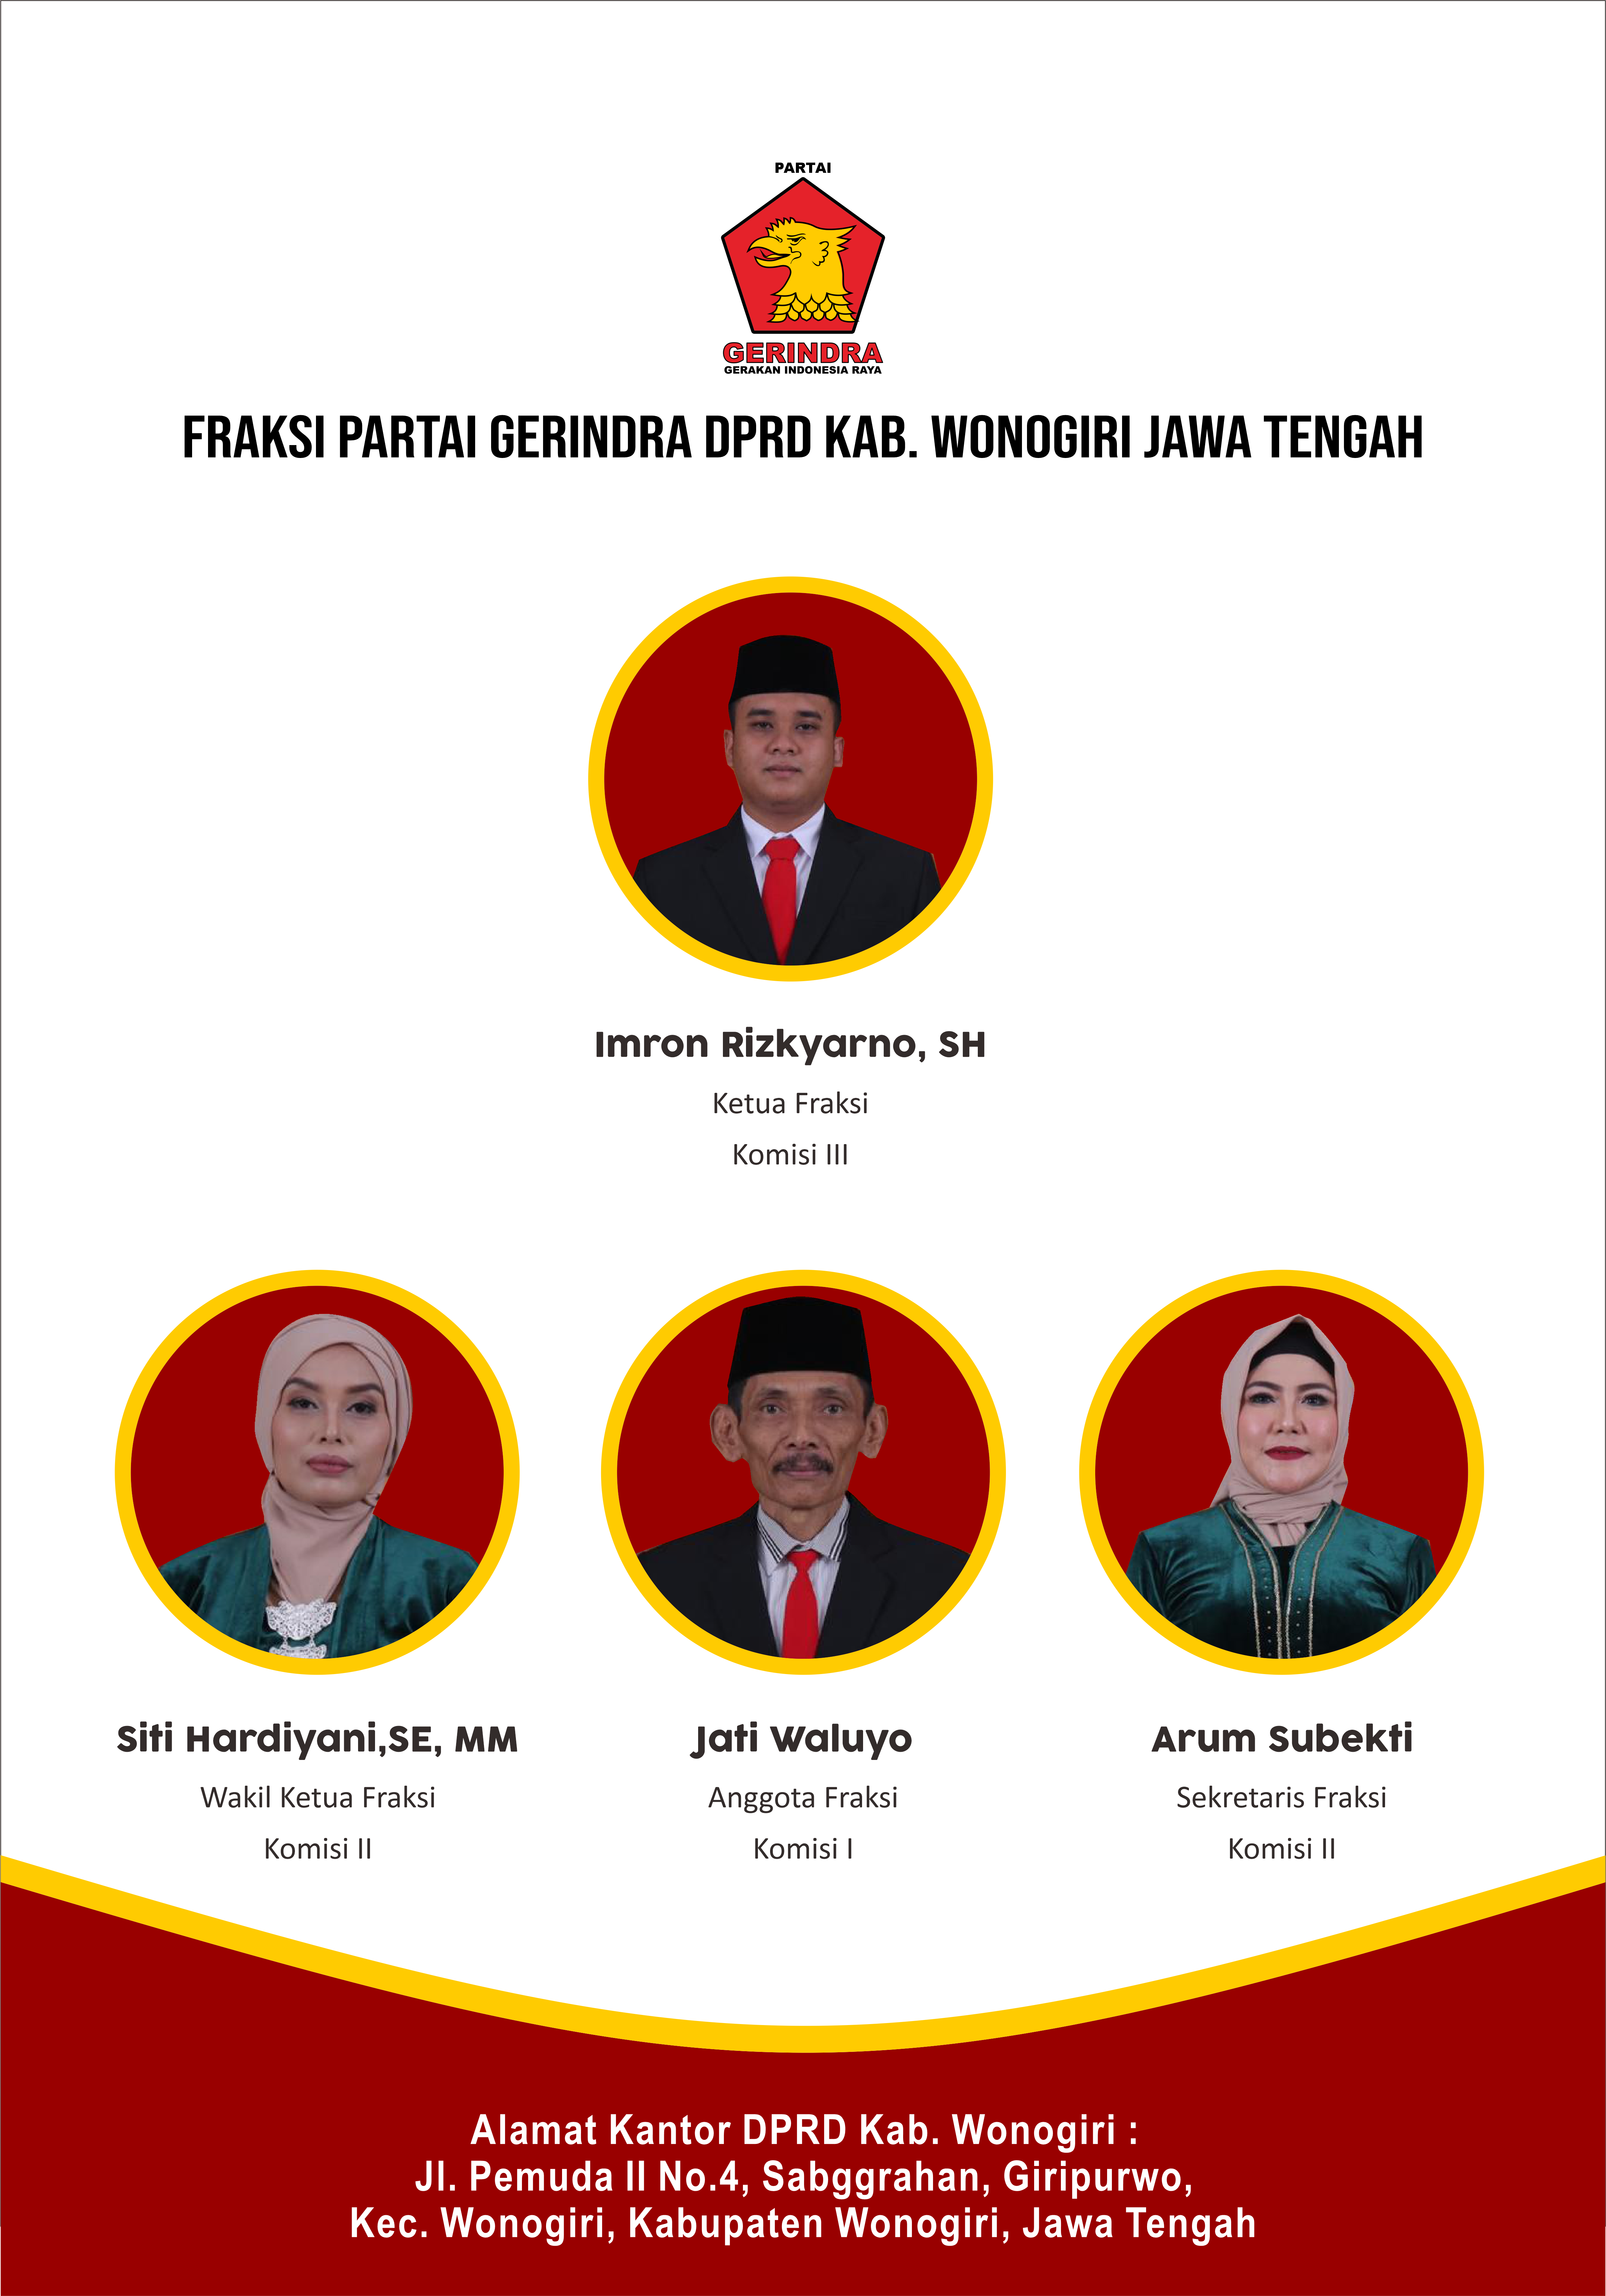 PARTAI
GERINDRA
GERAKAN INDONESIA RAYA
FRAKSI PARTAI GERINDRA DPRD KAB. WONOGIRI JAWA TENGAH
Imron Rizkyarno, SH
Ketua Fraksi
Komisi III
Siti Hardiyani,SE, MM
Wakil Ketua Fraksi
Komisi II
Jati Waluyo
Anggota Fraksi
Komisi I
Arum Subekti
Sekretaris Fraksi
Komisi II
Alamat Kantor DPRD Kab. Wonogiri :
Jl. Pemuda II No.4, Sabggrahan, Giripurwo,
Kec. Wonogiri, Kabupaten Wonogiri, Jawa Tengah